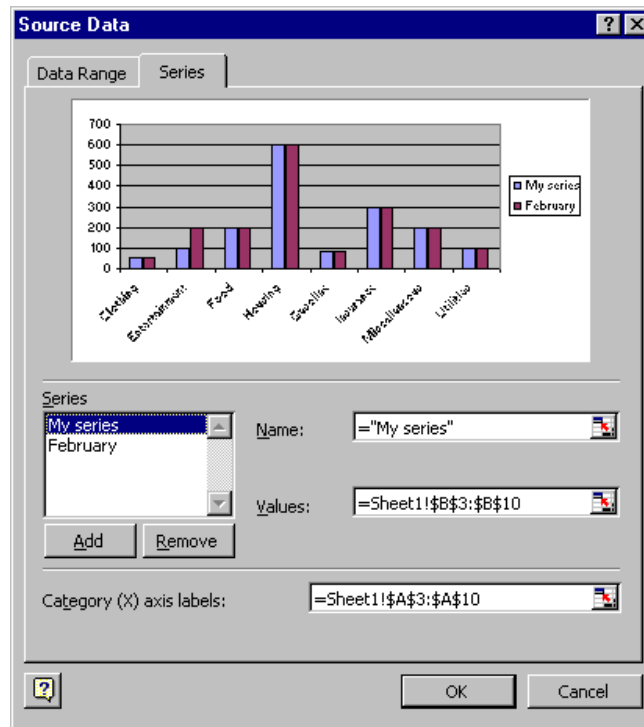 Source Data
Data Range
Series
700
600
500
400
300
200
100
0
My series
February
Clothing
Entertainment
Food
Housing
Gasoline
Insurance
Miscellaneous
Utilities
Series
My series
February
Name:
="My series"
Values:
=Sheet1!$B$3:$B$10
Add
Remove
Category (X) axis labels:
=Sheet1!$A$3:$A$10
OK
Cancel